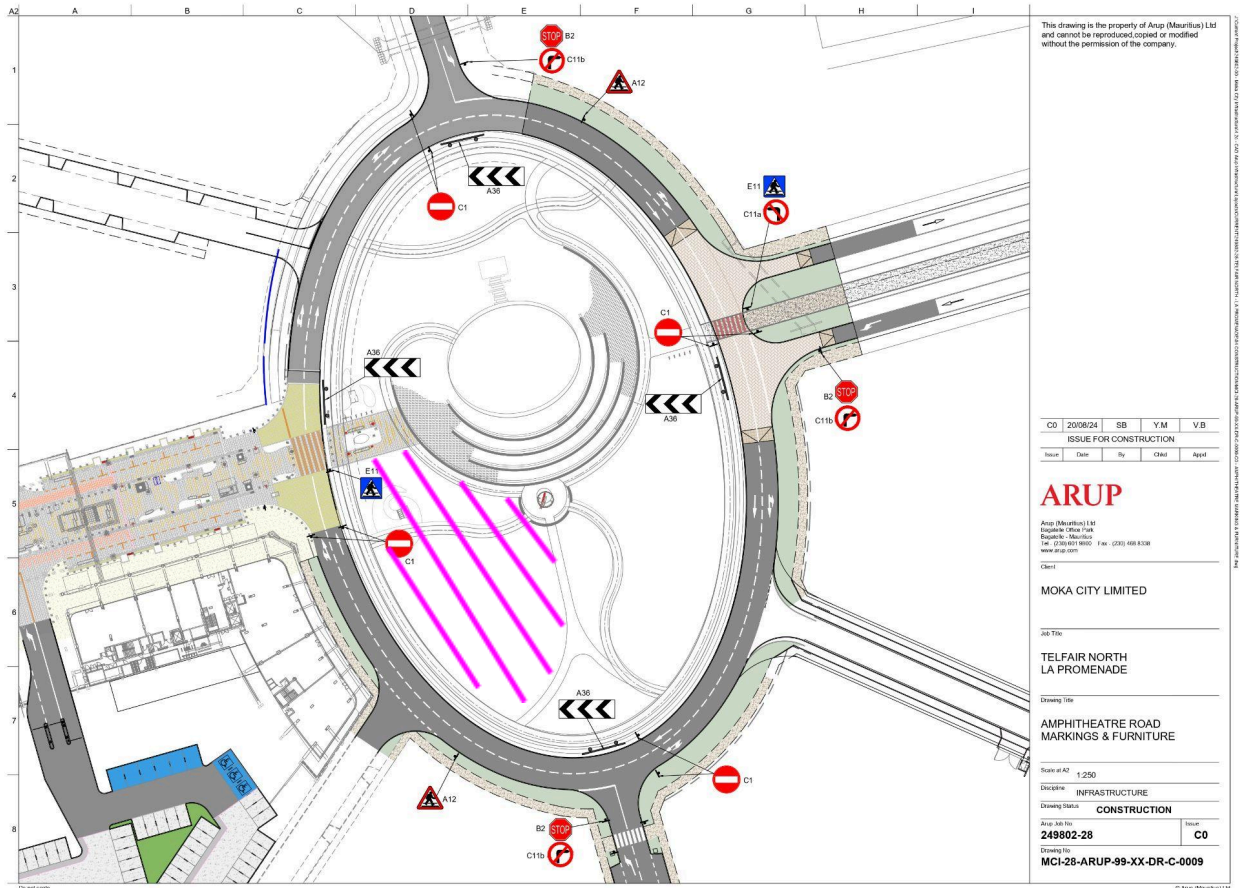 A2
A
B
C
D
E
F
G
H
I
1
2
3
4
5
6
7
8
STOP B2
C11b
A12
A36
C1
E11
C11a
C1
A36
A36
STOP
B2
C11b
E11
C1
A36
C1
A12
B2 STOP
C11b
This drawing is the property of Arup (Mauritius) Ltd
and cannot be reproduced,copied or modified
without the permission of the company.
C0 20/08/24 SB Y.M V.B
ISSUE FOR CONSTRUCTION
Issue Date By Chkd Appd
ARUP
Arup (Mauritius) Ltd
Bagatelle Office Park
Bagatelle - Mauritius
www.arup.com
Client
MOKA CITY LIMITED
Job Title
TELFAIR NORTH
LA PROMENADE
Drawing Title
AMPHITHEATRE ROAD
MARKINGS & FURNITURE
Scale at A2 1:250
Discipline INFRASTRUCTURE
Drawing Status CONSTRUCTION
Arup Job No Issue
249802-28 C0
Drawing No
MCI-28-ARUP-99-XX-DR-C-0009
© Arup (Mauritius) Ltd